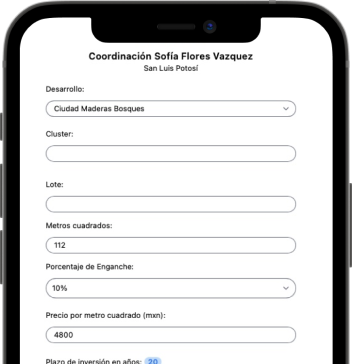 Coordinación Sofía Flores Vazquez
San Luis Potosí
Desarrollo:
Ciudad Maderas Bosques
Cluster:
Lote:
Metros cuadrados:
112
Porcentaje de Enganche:
10%
Precio por metro cuadrado (mxn):
4800
Plazo de inversión en años: 20